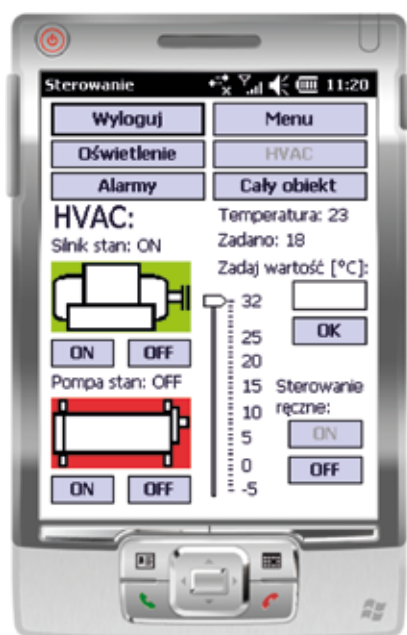 Sterowanie 11:20
Wyloguj Menu
Oświetlenie HVAC
Alarmy Cały obiekt
HVAC:
Silnik stan: ON
ON OFF
Pompa stan: OFF
ON OFF
Temperatura: 23
Zadano: 18
Zadaj wartość [°C]:
32
25
20
15
10
5
0
-5
OK
Sterowanie
ręczne:
ON
OFF